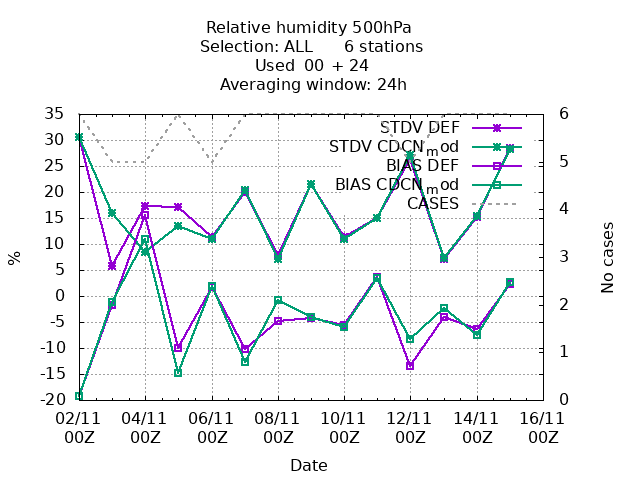 Relative humidity 500hPa
Selection: ALL 6 stations
Used 00 + 24
Averaging window: 24h
STDV DEF
STDV CDCN_mod
BIAS DEF
BIAS CDCN_mod
CASES
35
30
25
20
15
10
5
0
-5
-10
-15
-20
%
6
5
4
3
2
1
0
No cases
02/11 04/11 06/11 08/11 10/11 12/11 14/11 16/11
00Z 00Z 00Z 00Z 00Z 00Z 00Z 00Z
Date